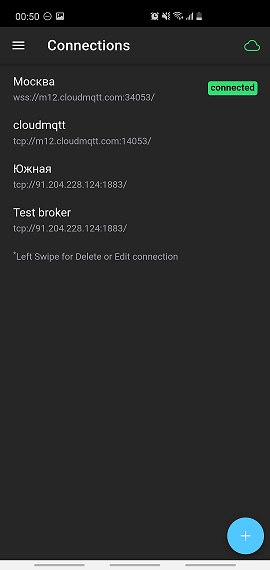 00:50
Connections
Москва
wss://m12.cloudmqtt.com:34053/
connected
cloudmqtt
tcp://m12.cloudmqtt.com:14053/
Южная
tcp://91.204.228.124:1883/
Test broker
tcp://91.204.228.124:1883/
*Left Swipe for Delete or Edit connection